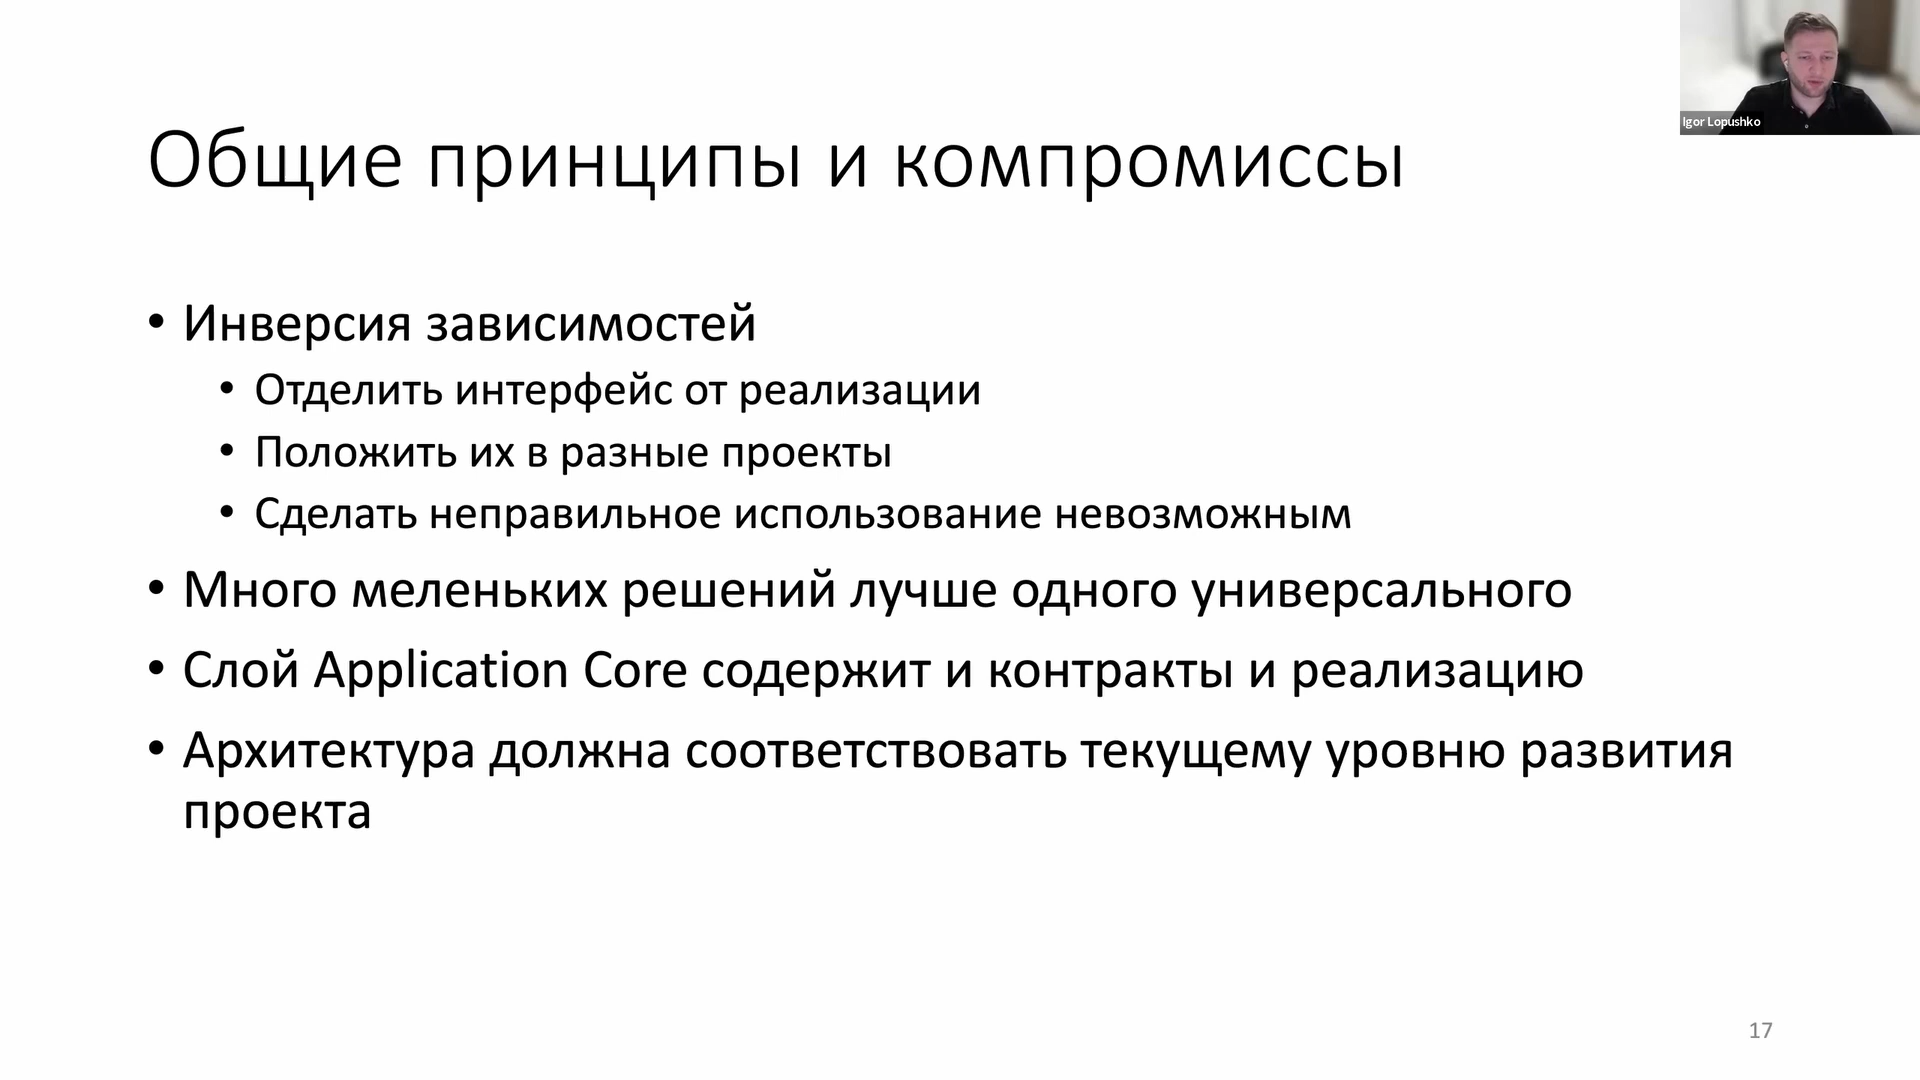 Igor Lopushko
Общие принципы и компромиссы
• Инверсия зависимостей
• Отделить интерфейс от реализации
• Положить их в разные проекты
• Сделать неправильное использование невозможным
• Много меленьких решений лучше одного универсального
• Слой Application Core содержит и контракты и реализацию
• Архитектура должна соответствовать текущему уровню развития
проекта
17